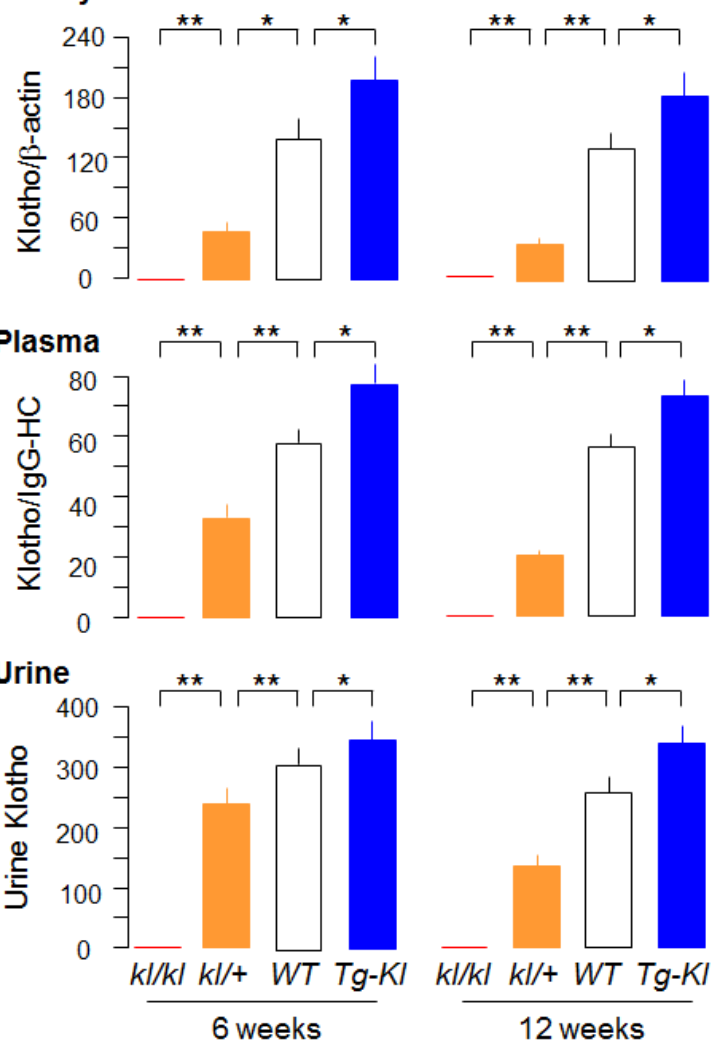 ** * * ** ** *
240
180
120
60
0
Klotho/β-actin
Plasma
** ** * ** ** *
80
60
40
20
0
Klotho/IgG-HC
Urine
** ** * ** ** *
400
300
200
100
0
Urine Klotho
kl/kl kl/+ WT Tg-Kl kl/kl kl/+ WT Tg-Kl
6 weeks 12 weeks